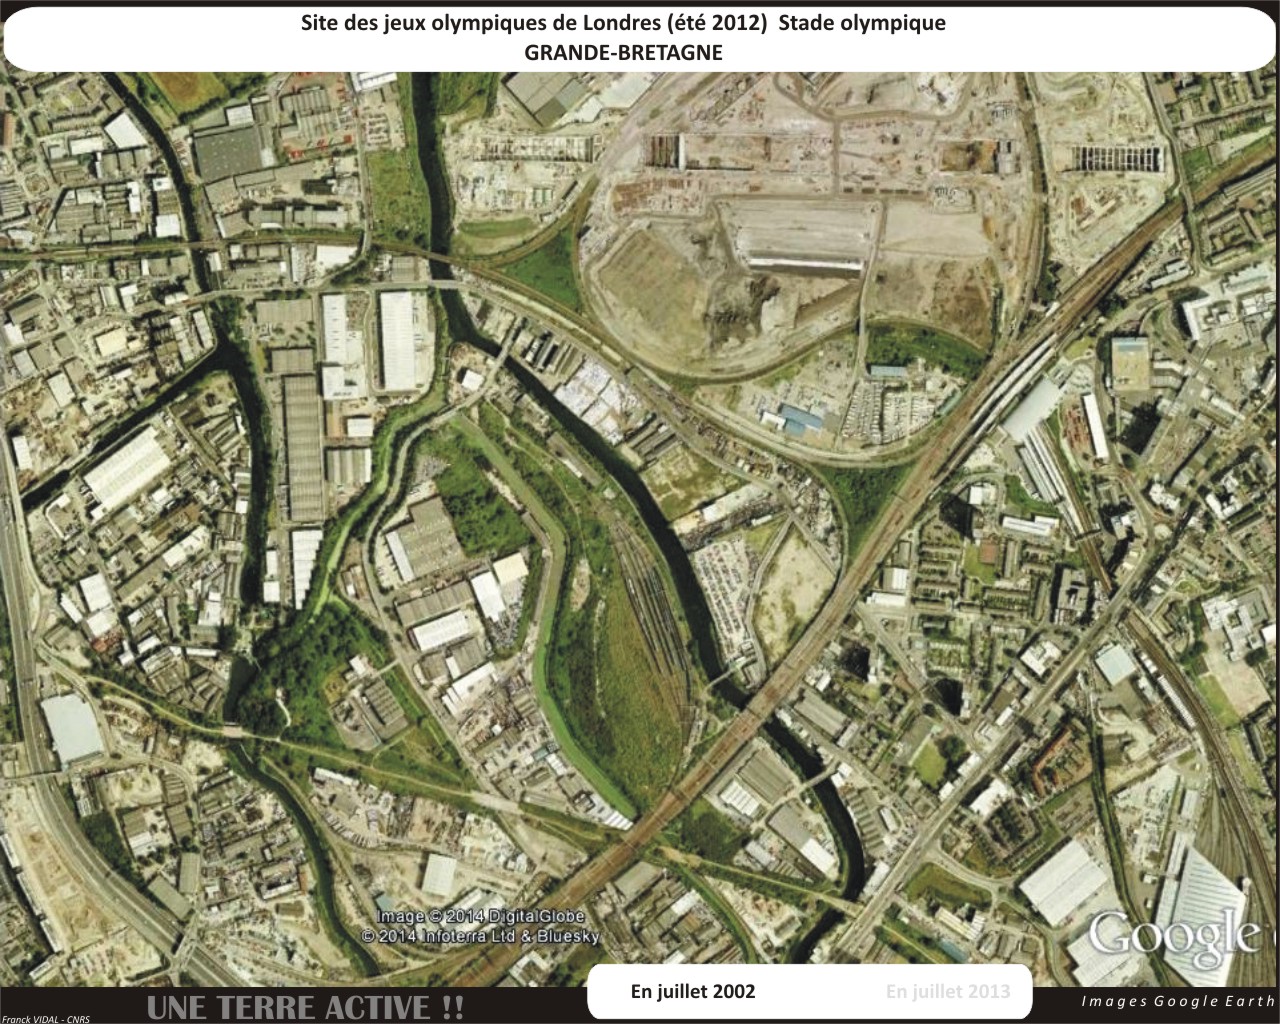 Site des jeux olympiques de Londres (été 2012)  Stade olympique
GRANDE-BRETAGNE
Image © 2014 DigitalGlobe
© 2014 Infoterra Ltd & Bluesky
Google
En juillet 2002
En juillet 2013
UNE TERRE ACTIVE !!
Images Google Earth
Franck VIDAL - CNRS